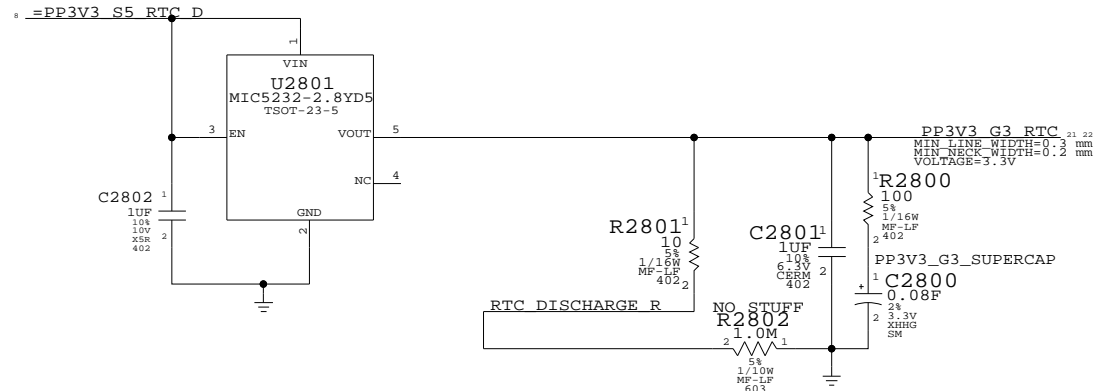 8 =PP3V3_S5_RTC_D
1
VIN
U2801
MIC5232-2.8YD5
TSOT-23-5
3 EN
VOUT 5
NC 4
GND
2
C2802 1
1UF
10%
10V
X5R
402
2
PP3V3_G3_RTC 21 22
MIN_LINE_WIDTH=0.3 mm
MIN_NECK_WIDTH=0.2 mm
VOLTAGE=3.3V
1
R2800
100
5%
1/16W
MF-LF
402
2
R2801 1
10
5%
1/16W
MF-LF
402 2
C2801 1
1UF
10%
6.3V
CERM
402
2
PP3V3_G3_SUPERCAP
1
+
C2800
0.08F
2%
3.3V
XHHG
SM
2
RTC_DISCHARGE_R
NO STUFF
R2802
1.0M
2 1
5%
1/10W
MF-LF
603